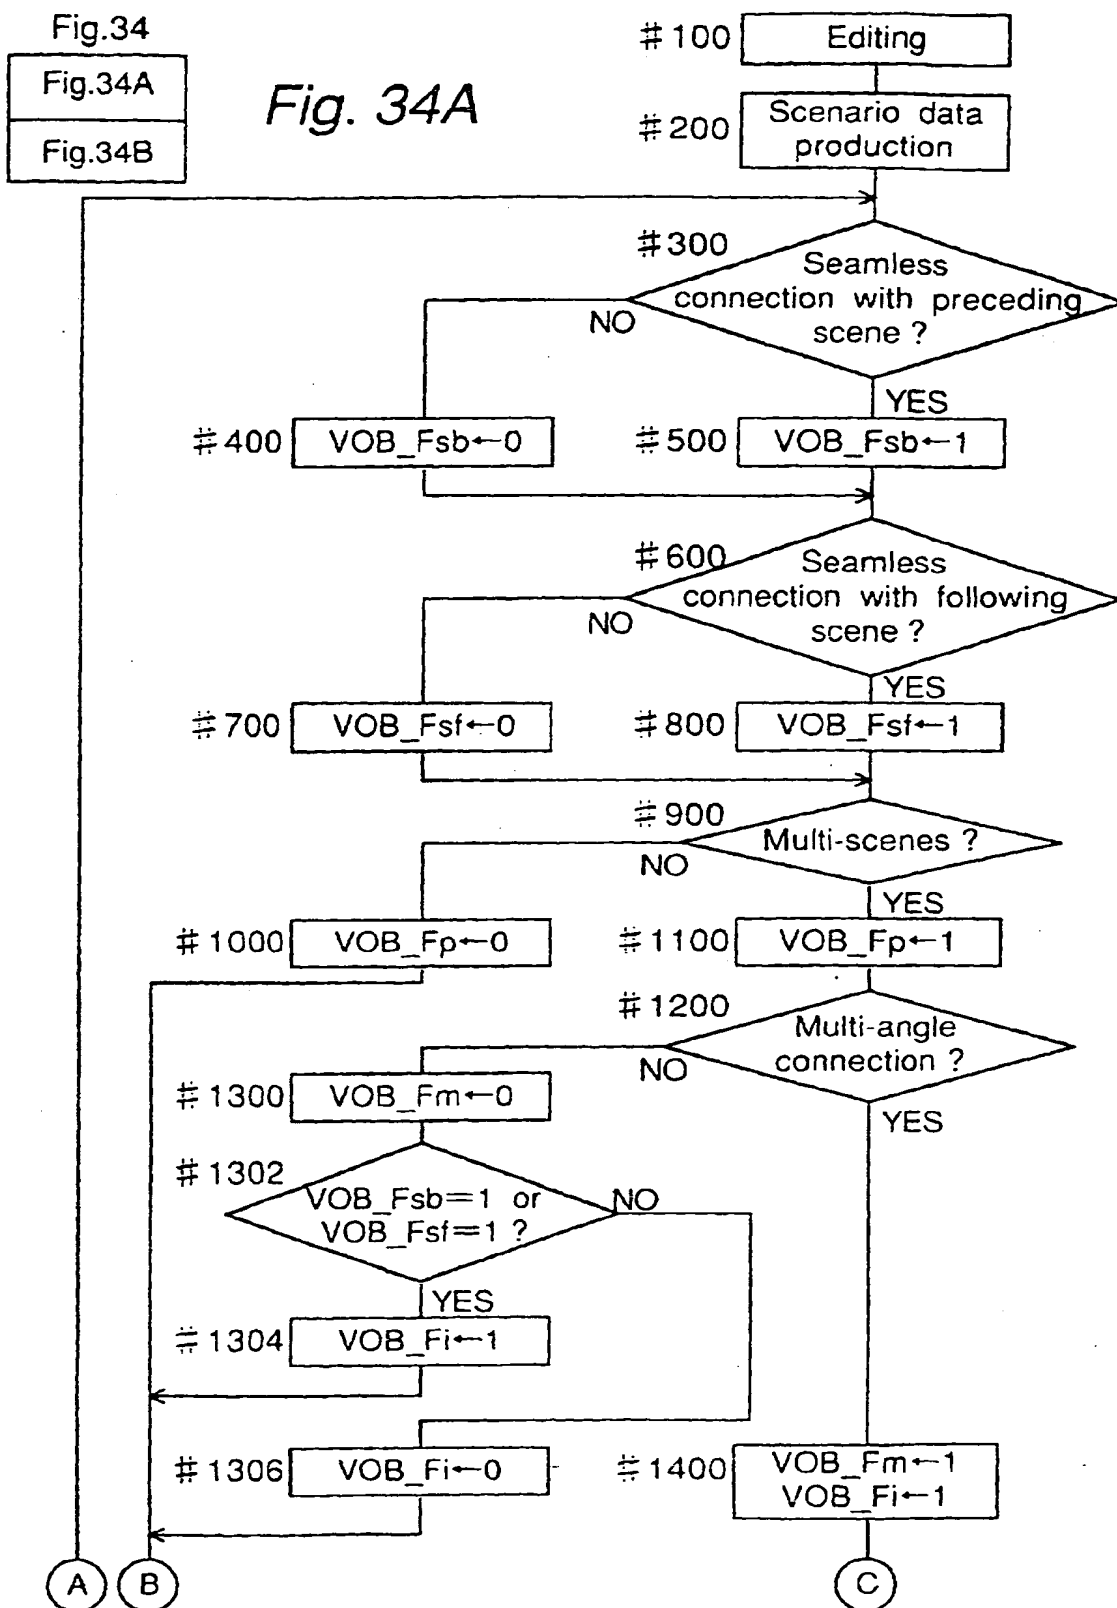 Fig.34
Fig.34A
Fig.34B
Fig. 34A
#100 Editing
#200 Scenario data
production
#300
Seamless
connection with preceding
scene ?
NO
YES
#400 VOB_Fsb←0
#500 VOB_Fsb←1
#600
Seamless
connection with following
scene ?
NO
YES
#700 VOB_Fsf←0
#800 VOB_Fsf←1
#900
Multi-scenes ?
NO
YES
#1000 VOB_Fp←0
#1100 VOB_Fp←1
#1200
Multi-angle
connection ?
NO
YES
#1300 VOB_Fm←0
#1302
VOB_Fsb=1 or
VOB_Fsf=1 ?
NO
YES
#1304 VOB_Fi←1
#1306 VOB_Fi←0
#1400 VOB_Fm←1
VOB_Fi←1
A
B
C